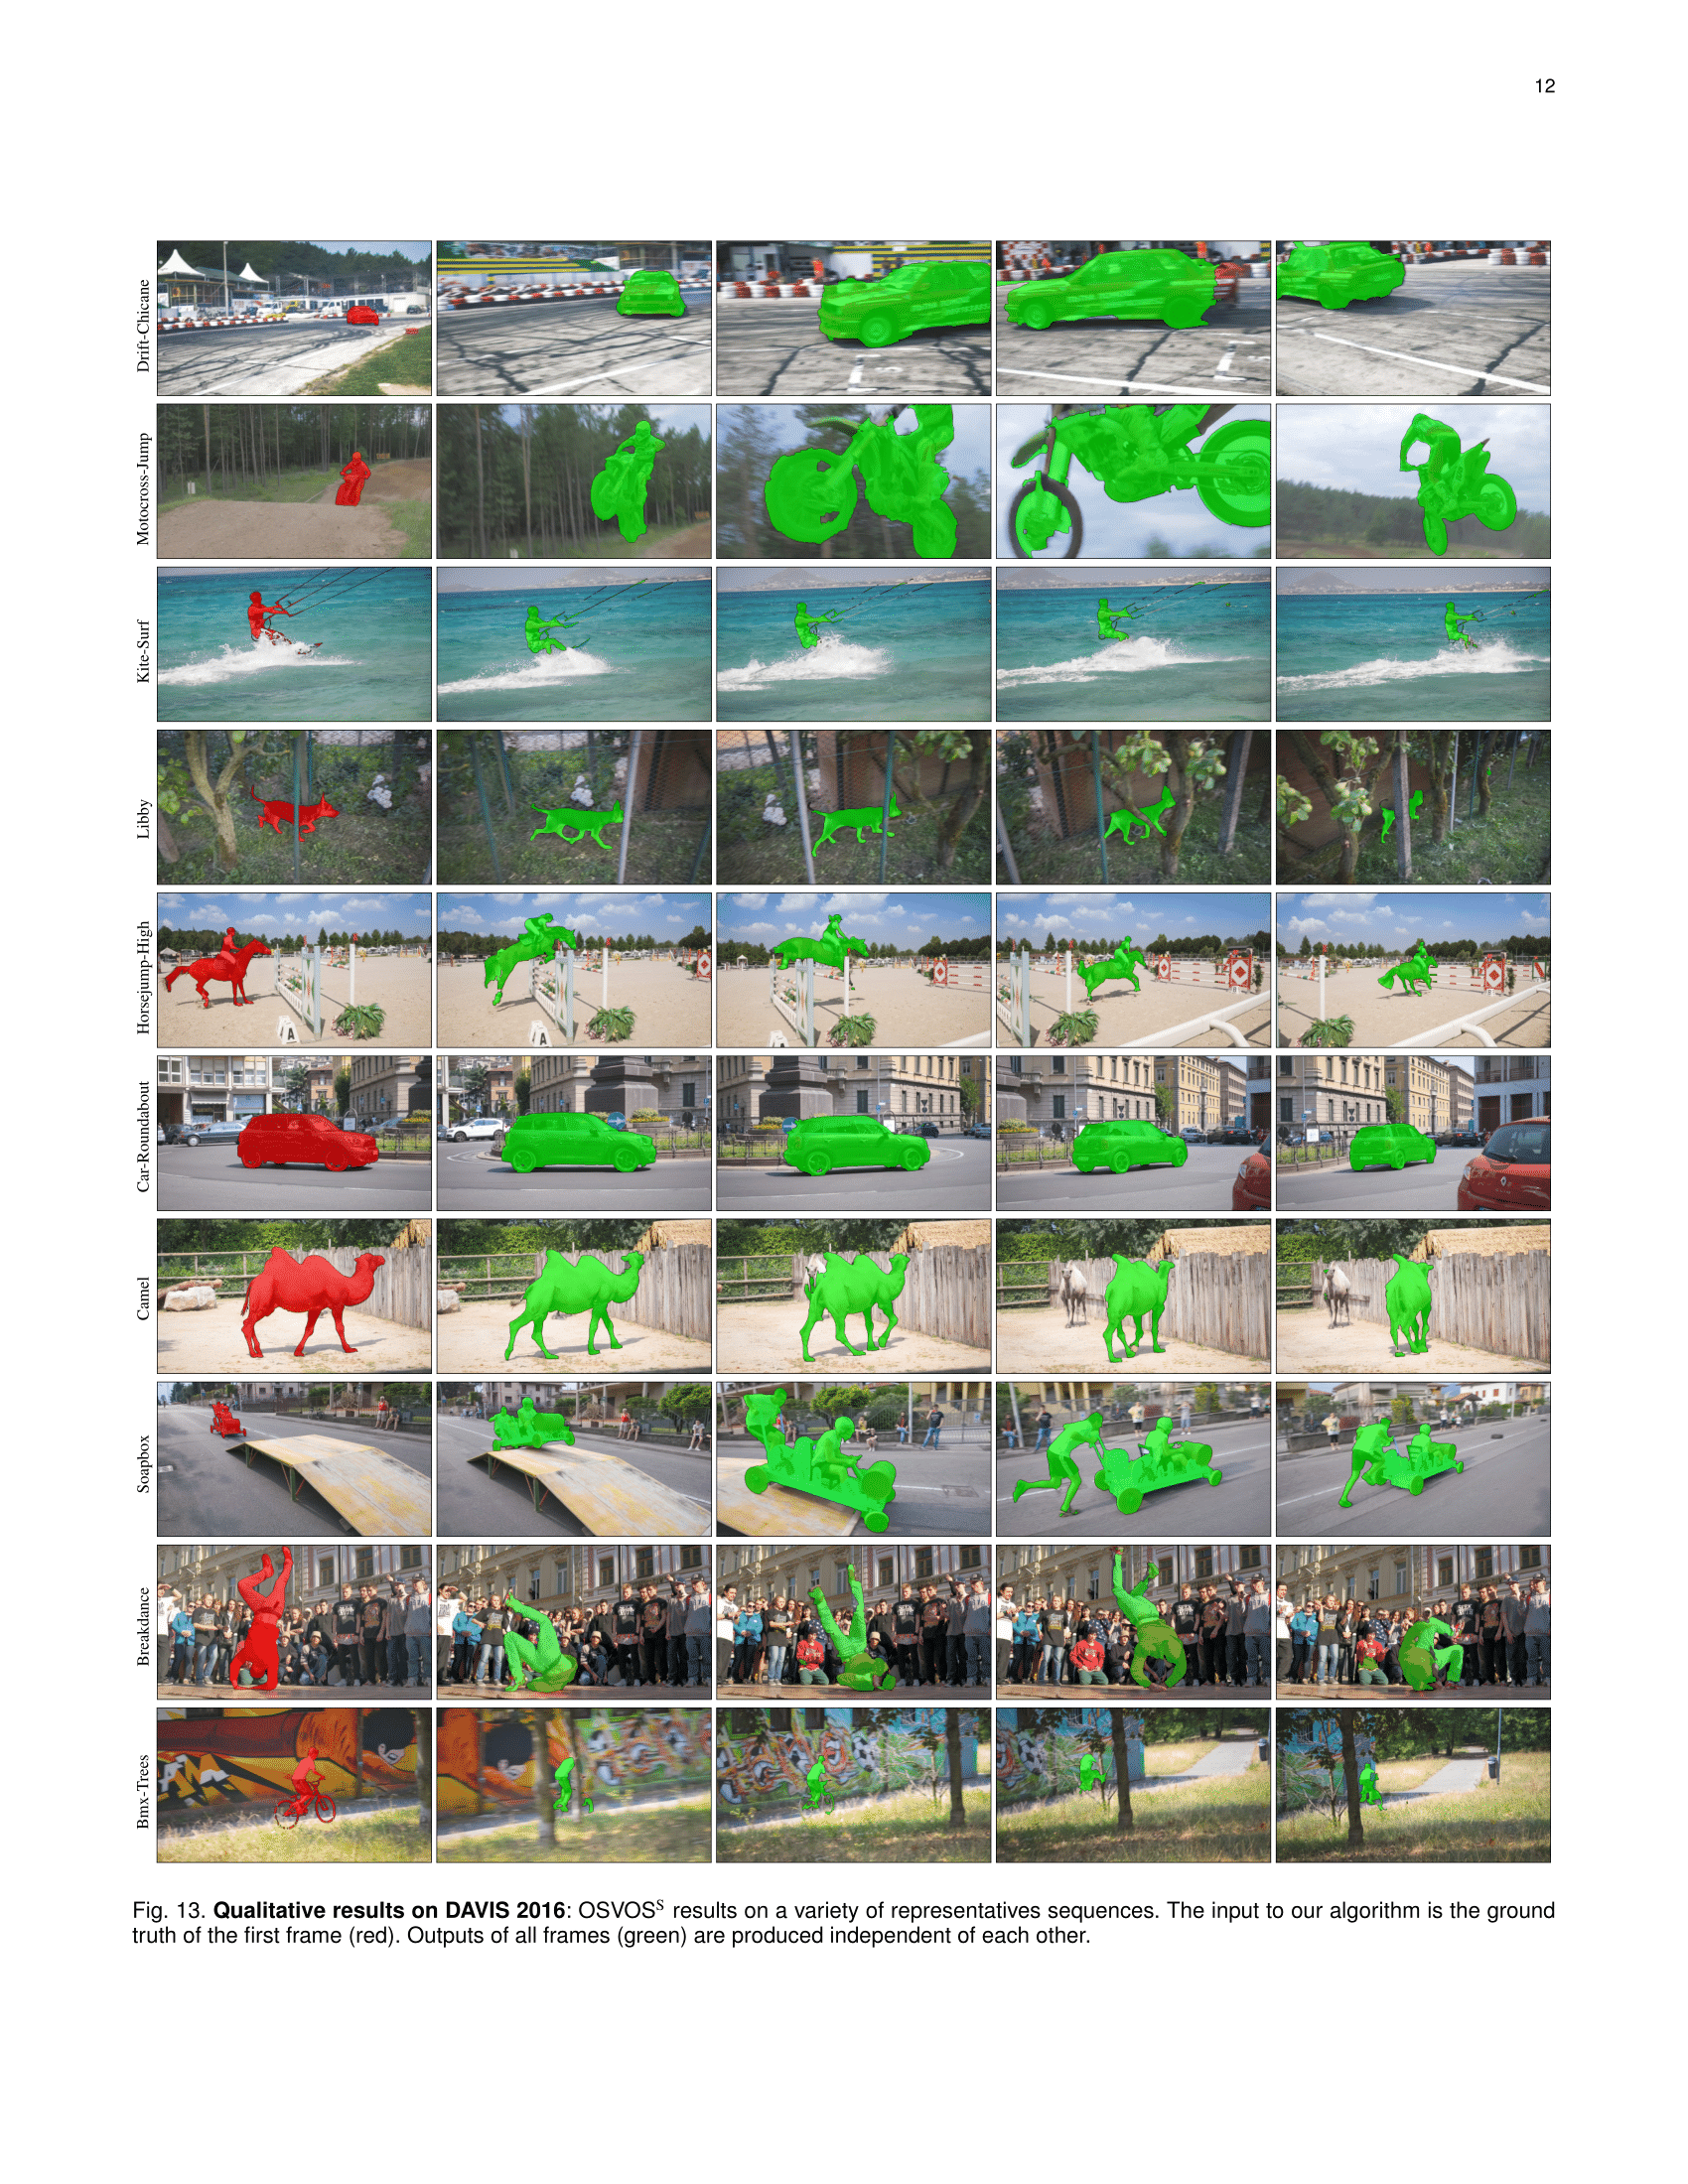 12
Drift-Chicane
Motocross-Jump
Kite-Surf
Libby
Horsejump-High
A
A
Car-Roundabout
Camel
Soapbox
Breakdance
Bmx-Trees
Fig. 13. Qualitative results on DAVIS 2016: OSVOSS results on a variety of representatives sequences. The input to our algorithm is the ground
truth of the first frame (red). Outputs of all frames (green) are produced independent of each other.